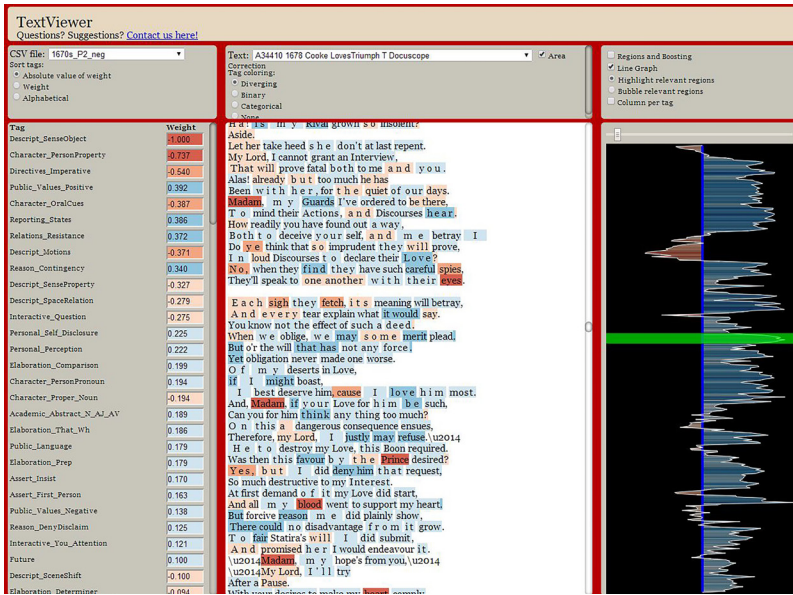 TextViewer
Questions? Suggestions? Contact us here!
CSV file: 1670s_P2_neg
Sort tags:
Absolute value of weight
Weight
Alphabetical
Text: A34410 1678 Cooke LovesTriumph T Docuscope
Area
Correction
Tag coloring:
Diverging
Binary
Categorical
None
Regions and Boosting
Line Graph
Highlight relevant regions
Bubble relevant regions
Column per tag
Tag Weight
Descript_SenseObject -1.000
Character_PersonProperty -0.737
Directives_Imperative -0.540
Public_Values_Positive 0.392
Character_OralCues -0.387
Reporting_States 0.386
Relations_Resistance 0.372
Descript_Motions -0.371
Reason_Contingency 0.340
Descript_SenseProperty -0.327
Descript_SpaceRelation -0.279
Interactive_Question -0.275
Personal_Self_Disclosure 0.225
Personal_Perception 0.222
Elaboration_Comparison 0.199
Character_PersonPronoun 0.194
Character_Proper_Noun -0.194
Academic_Abstract_N_AJ_AV 0.189
Elaboration_That_Wh 0.186
Public_Language 0.179
Elaboration_Prep 0.179
Assert_Insist 0.170
Assert_First_Person 0.163
Public_Values_Negative 0.138
Reason_DenyDisclaim 0.125
Interactive_You_Attention 0.121
Future 0.100
Descript_SceneShift -0.100
Elaboration_Determiner -0.094
Ha! is my Rival grown so insolent?
Aside.
Let her take heed she don't at last repent.
My Lord, I cannot grant an Interview,
That will prove fatal both to me and you.
Alas! already but too much he has
Been with her, for the quiet of our days.
Madam, my Guards I've ordered to be there,
To mind their Actions, and Discourses hear.
How readily you have found out a way,
Both to deceive your self, and me betray I
Do ye think that so imprudent they will prove,
In loud Discourses to declare their Love?
No, when they find they have such careful spies,
They'll speak to one another with their eyes.
Each sigh they fetch, its meaning will betray,
And every tear explain what it would say.
You know not the effect of such a deed.
When we oblige, we may some merit plead,
But o'r the will that has not any force,
Yet obligation never made one worse.
Of my deserts in Love,
if I might boast,
I best deserve him, cause I love him most.
And, Madam, if your Love for him be such,
Can you for him think any thing too much?
On this a dangerous consequence ensues,
Therefore, my Lord, I justly may refuse.\u2014
He to destroy my Love, this Boon required.
Was then this favour by the Prince desired?
Yes, but I did deny him that request,
So much destructive to my Interest.
At first demand of it my Love did start,
And all my blood went to support my heart,
But forcive reason me did plainly show,
There could no disadvantage from it grow.
To fair Statira's will I did submit,
And promised her I would endeavour it.
\u2014Madam, my hope's from you,\u2014
\u2014My Lord, I'll try
After a Pause.
With your desires to make my heart comply